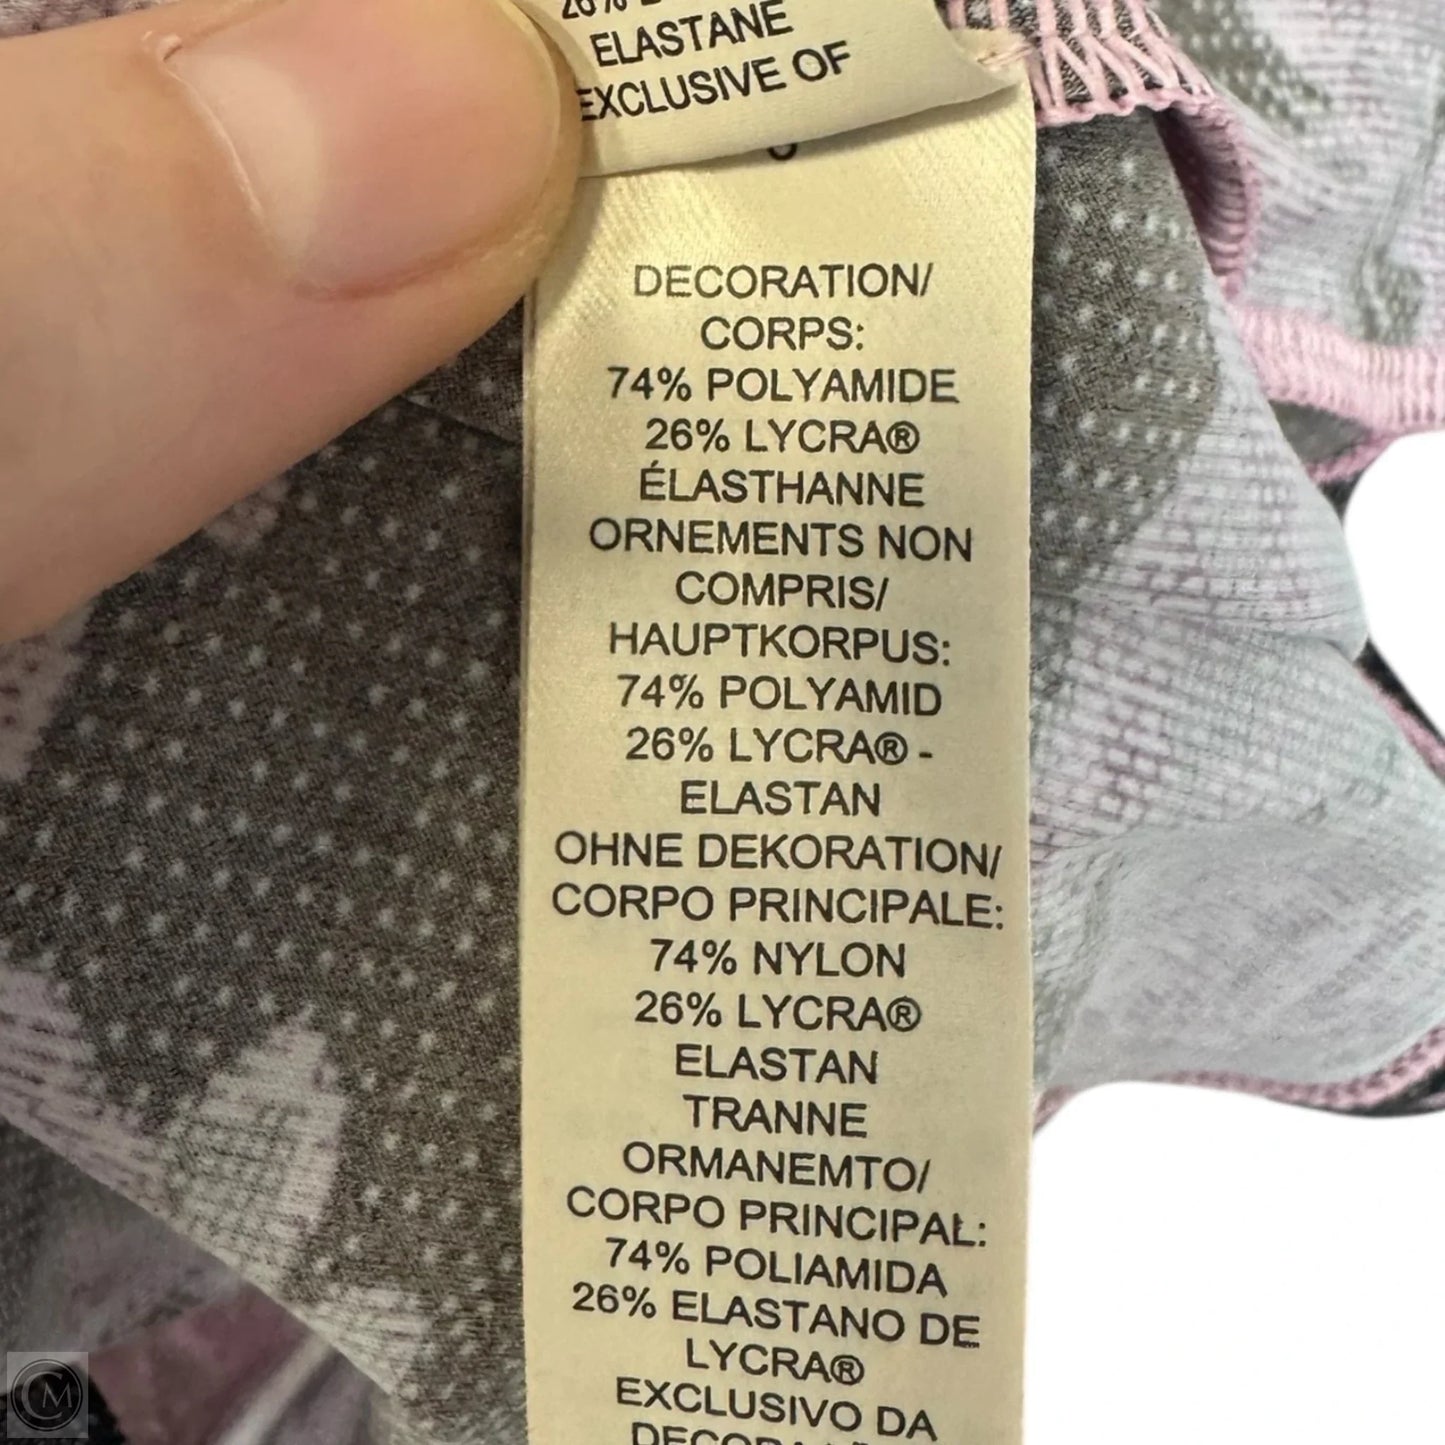 26%
ELASTANE
EXCLUSIVE OF
DECORATION/
CORPS:
74% POLYAMIDE
26% LYCRA®
ÉLASTHANNE
ORNEMENTS NON
COMPRIS/
HAUPTKORPUS:
74% POLYAMID
26% LYCRA® -
ELASTAN
OHNE DEKORATION/
CORPO PRINCIPALE:
74% NYLON
26% LYCRA®
ELASTAN
TRANNE
ORMANEMTO/
CORPO PRINCIPAL:
74% POLIAMIDA
26% ELASTANO DE
LYCRA®
EXCLUSIVO DA
CM